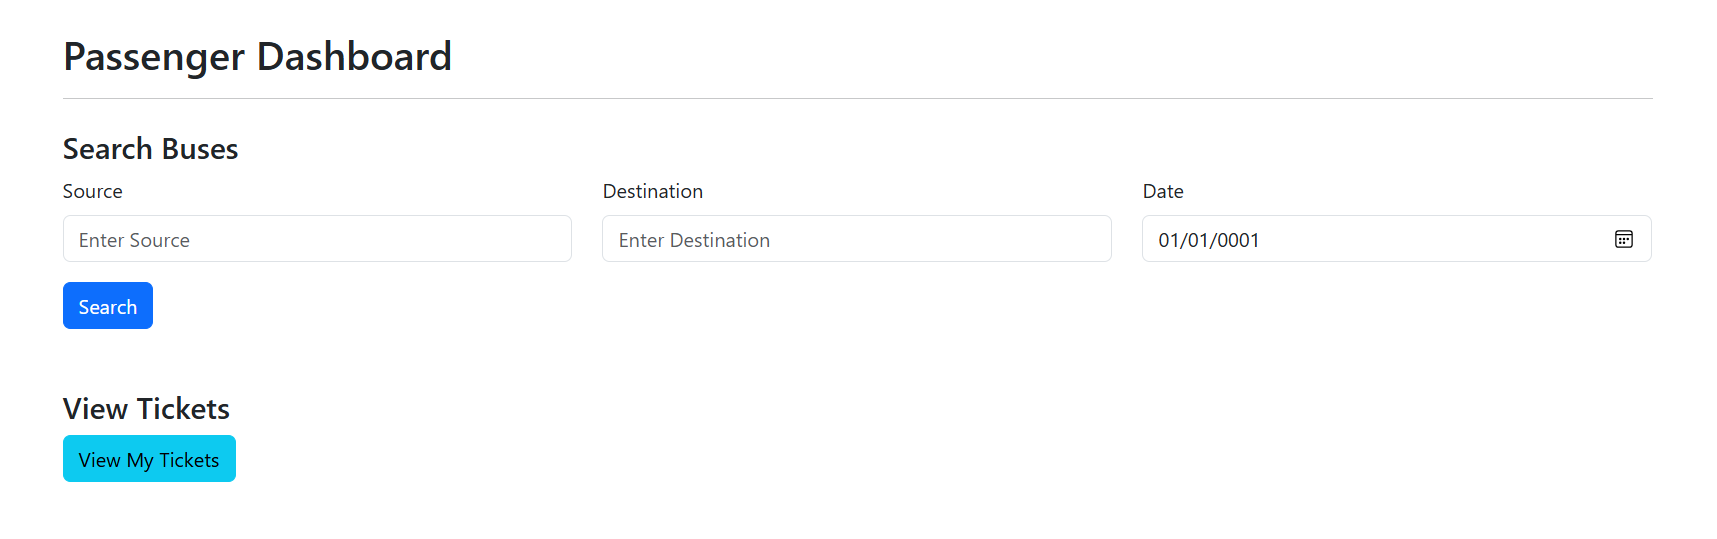 Passenger Dashboard
Search Buses
Source Destination Date
Enter Source Enter Destination 01/01/0001
Search
View Tickets
View My Tickets